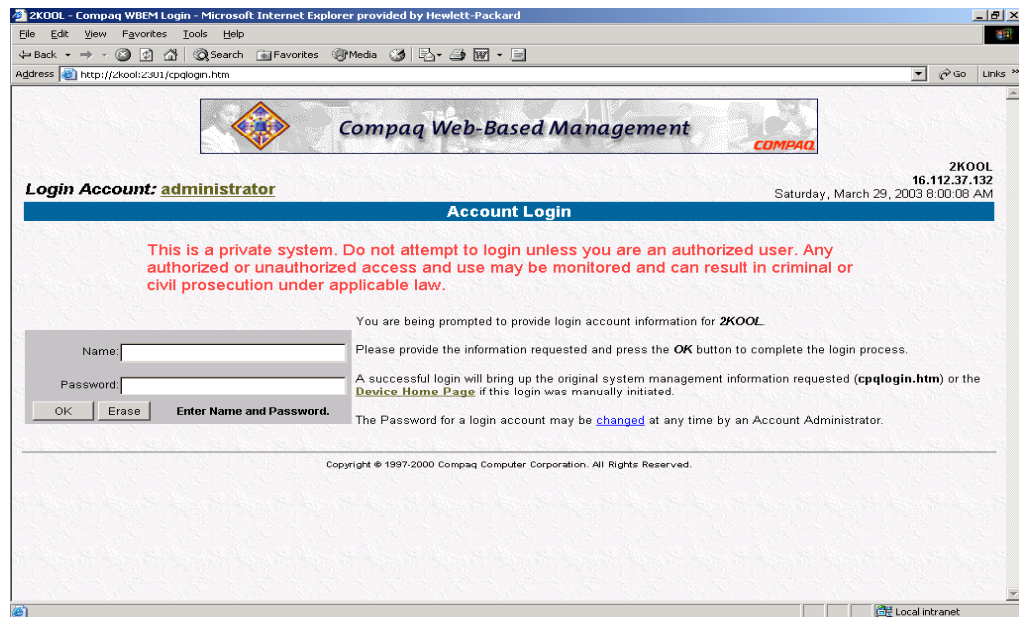 2KOOL - Compaq WBEM Login - Microsoft Internet Explorer provided by Hewlett-Packard
File Edit View Favorites Tools Help
Back Search Favorites Media
Address http://2kool:2301/cpqlogin.htm Go Links »
Compaq Web-Based Management
COMPAQ
2KOOL
16.112.37.132
Login Account: administrator
Saturday, March 29, 2003 8:00:08 AM
Account Login
This is a private system. Do not attempt to login unless you are an authorized user. Any
authorized or unauthorized access and use may be monitored and can result in criminal or
civil prosecution under applicable law.
Name:
Password:
OK Erase Enter Name and Password.
You are being prompted to provide login account information for 2KOOL.
Please provide the information requested and press the OK button to complete the login process.
A successful login will bring up the original system management information requested (cpqlogin.htm) or the
Device Home Page if this login was manually initiated.
The Password for a login account may be changed at any time by an Account Administrator.
Copyright © 1997-2000 Compaq Computer Corporation. All Rights Reserved.
Local intranet